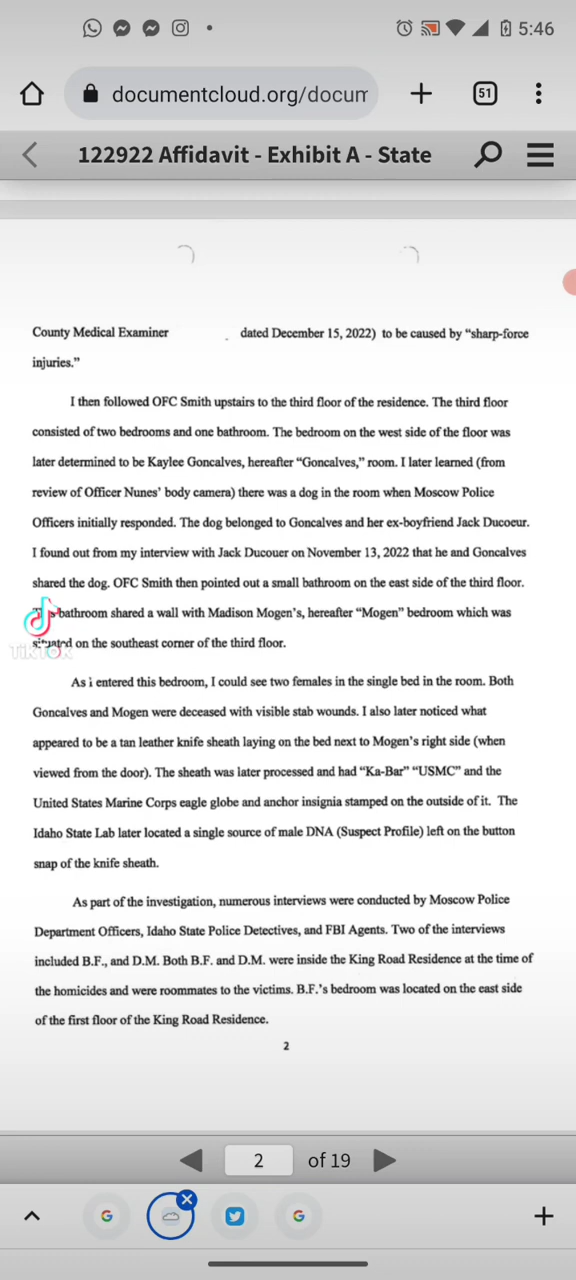 5:46
documentcloud.org/docum
51
122922 Affidavit - Exhibit A - State
County Medical Examiner dated December 15, 2022) to be caused by “sharp-force
injuries.”
I then followed OFC Smith upstairs to the third floor of the residence. The third floor
consisted of two bedrooms and one bathroom. The bedroom on the west side of the floor was
later determined to be Kaylee Goncalves, hereafter “Goncalves,” room. I later learned (from
review of Officer Nunes’ body camera) there was a dog in the room when Moscow Police
Officers initially responded. The dog belonged to Goncalves and her ex-boyfriend Jack Ducoeur.
I found out from my interview with Jack Ducouer on November 13, 2022 that he and Goncalves
shared the dog. OFC Smith then pointed out a small bathroom on the east side of the third floor.
bathroom shared a wall with Madison Mogen’s, hereafter “Mogen” bedroom which was
situated on the southeast corner of the third floor.
TikTok
As i entered this bedroom, I could see two females in the single bed in the room. Both
Goncalves and Mogen were deceased with visible stab wounds. I also later noticed what
appeared to be a tan leather knife sheath laying on the bed next to Mogen’s right side (when
viewed from the door). The sheath was later processed and had “Ka-Bar” “USMC” and the
United States Marine Corps eagle globe and anchor insignia stamped on the outside of it. The
Idaho State Lab later located a single source of male DNA (Suspect Profile) left on the button
snap of the knife sheath.
As part of the investigation, numerous interviews were conducted by Moscow Police
Department Officers, Idaho State Police Detectives, and FBI Agents. Two of the interviews
included B.F., and D.M. Both B.F. and D.M. were inside the King Road Residence at the time of
the homicides and were roommates to the victims. B.F.’s bedroom was located on the east side
of the first floor of the King Road Residence.
2
2 of 19